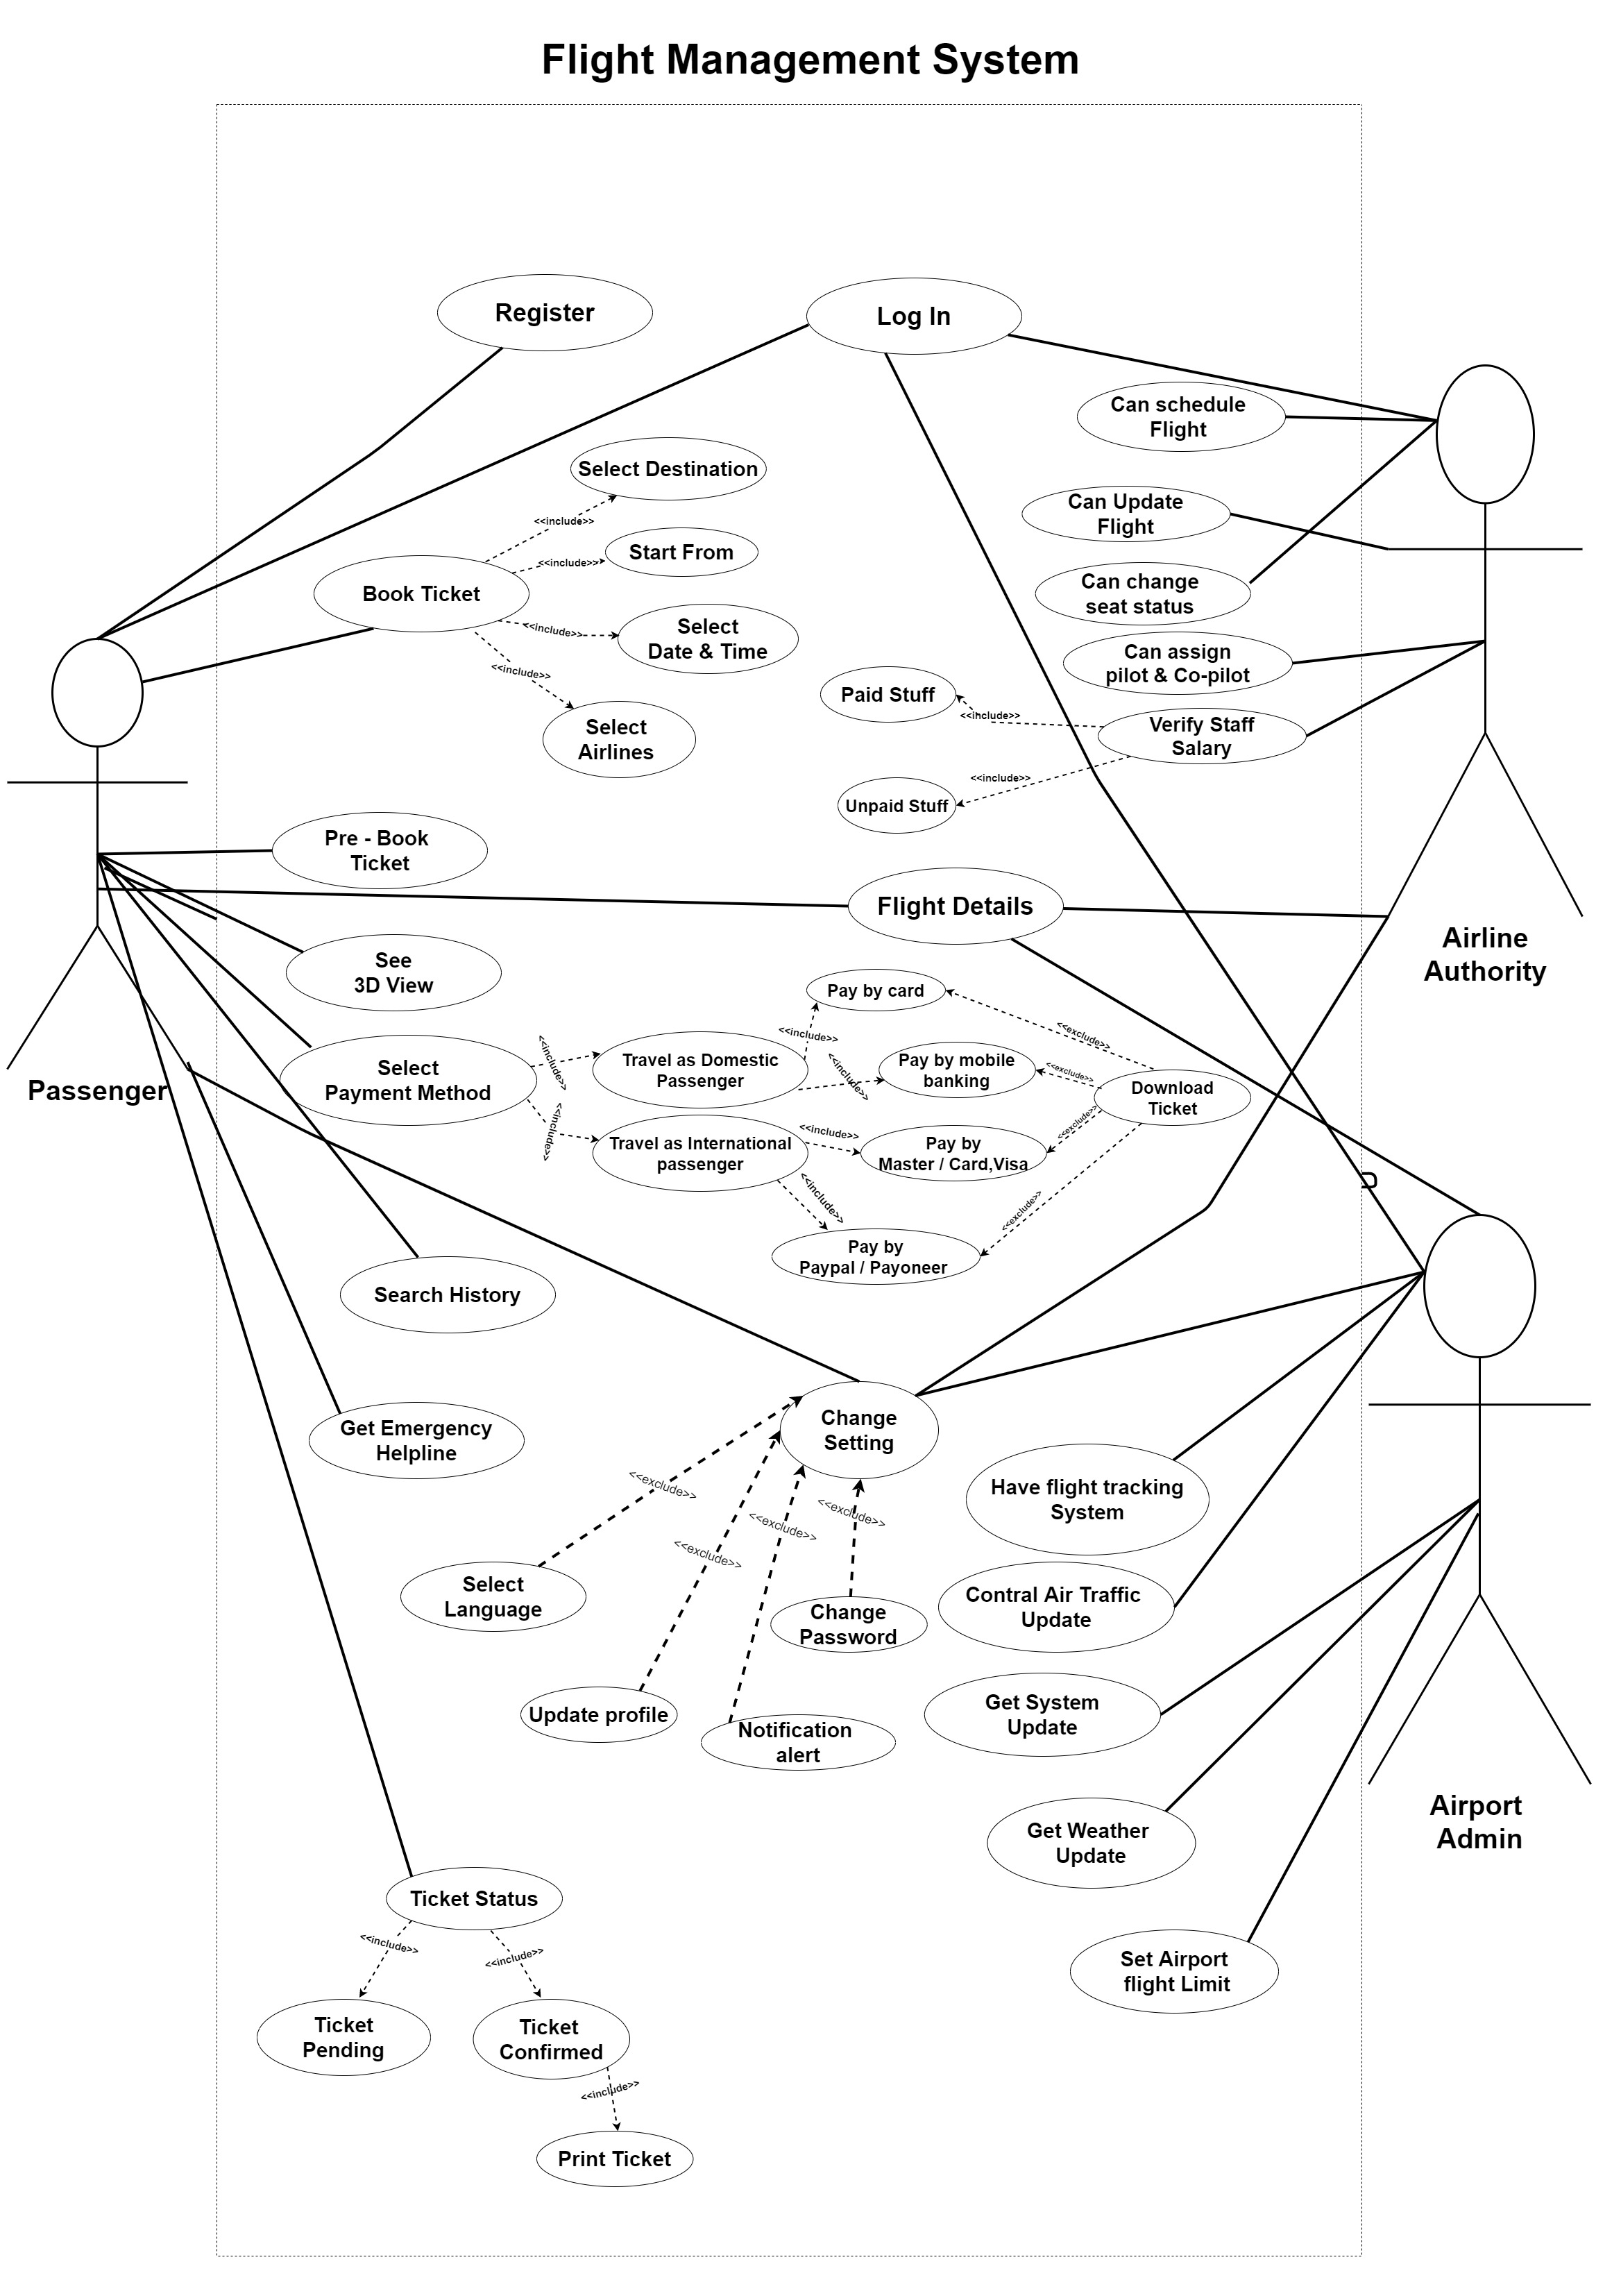 Flight Management System
Register
Log In
Can schedule
Flight
Select Destination
<<include>>
Can Update
Flight
Start From
<<include>>
Book Ticket
Can change
seat status
Select
Date & Time
<<include>>
Can assign
pilot & Co-pilot
<<include>>
Paid Stuff
<<include>>
Verify Staff
Salary
Select
Airlines
<<include>>
Unpaid Stuff
Pre - Book
Ticket
Flight Details
Airline
Authority
See
3D View
Pay by card
<<include>>
<<exclude>>
Passenger
Select
Payment Method
<<include>>
Travel as Domestic
Passenger
<<include>>
Pay by mobile
banking
<<exclude>>
Download
Ticket
<<include>>
Travel as International
passenger
<<include>>
Pay by
Master / Card,Visa
<<exclude>>
<<include>>
<<exclude>>
Pay by
Paypal / Payoneer
Search History
Get Emergency
Helpline
Change
Setting
<<exclude>>
<<exclude>>
<<exclude>>
<<exclude>>
Have flight tracking
System
Select
Language
Change
Password
Contral Air Traffic
Update
Update profile
Notification
alert
Get System
Update
Airport
Admin
Get Weather
Update
Ticket Status
<<include>>
<<include>>
Set Airport
flight Limit
Ticket
Pending
Ticket
Confirmed
<<include>>
Print Ticket